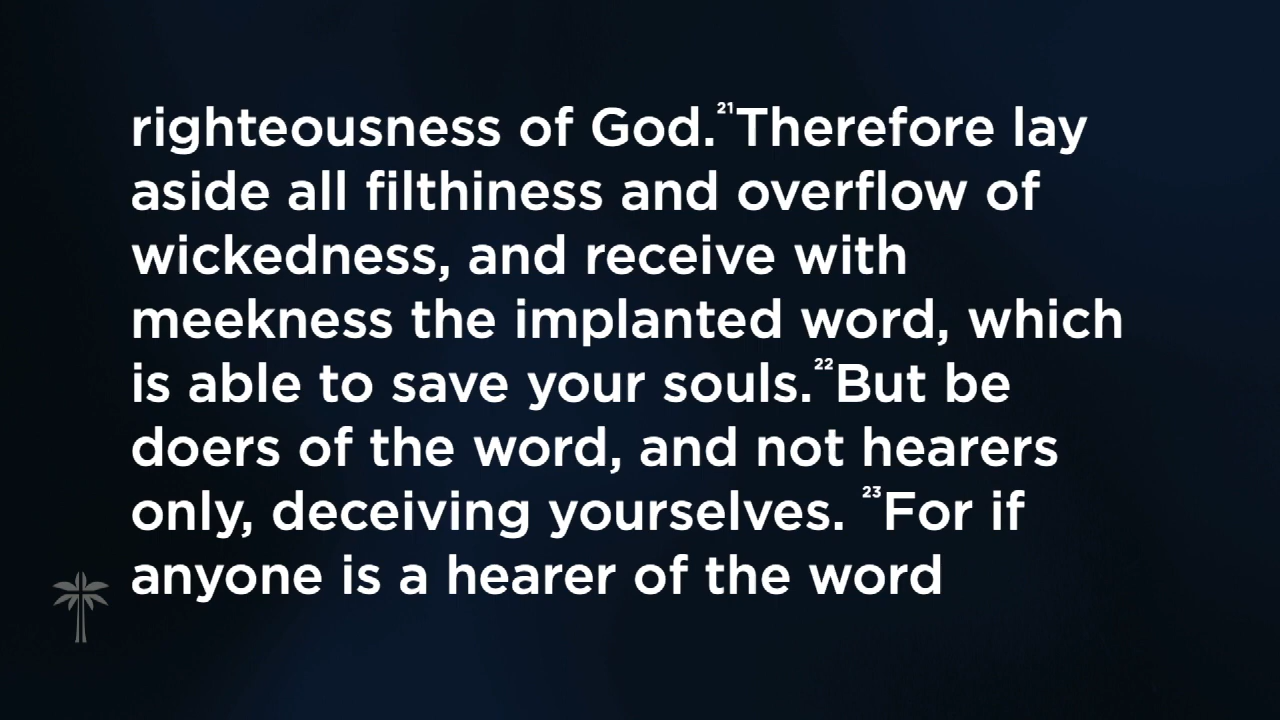 righteousness of God.²¹Therefore lay
aside all filthiness and overflow of
wickedness, and receive with
meekness the implanted word, which
is able to save your souls.²²But be
doers of the word, and not hearers
only, deceiving yourselves. ²³For if
anyone is a hearer of the word